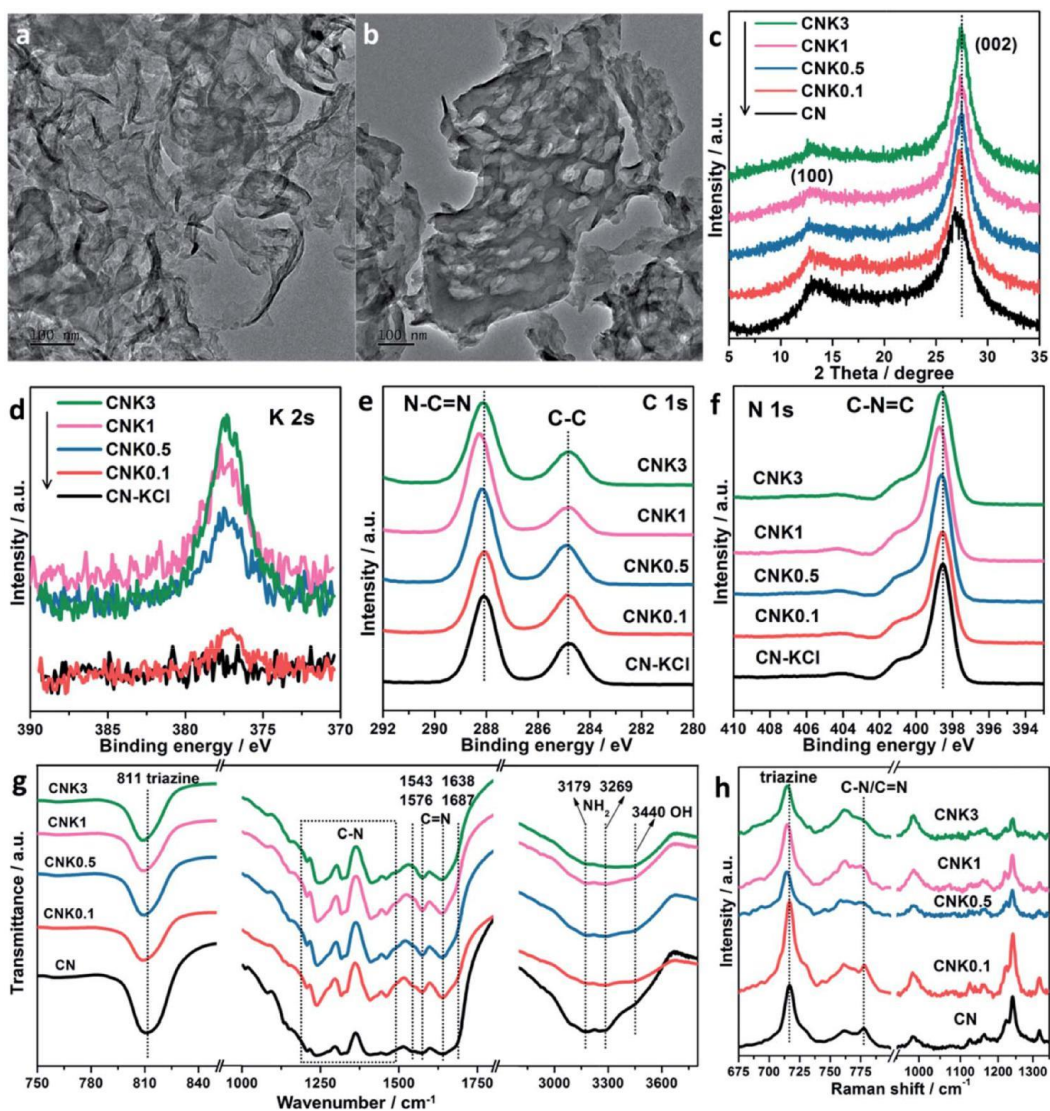 a
100 nm
b
100 nm
c
CNK3
CNK1
CNK0.5
CNK0.1
CN
(002)
(100)
Intensity / a.u.
5 10 15 20 25 30 35
2 Theta / degree
d
CNK3
CNK1
CNK0.5
CNK0.1
CN-KCl
K 2s
Intensity / a.u.
390 385 380 375 370
Binding energy / eV
e
N-C=N
C 1s
C-C
CNK3
CNK1
CNK0.5
CNK0.1
CN-KCl
Intensity / a.u.
292 290 288 286 284 282 280
Binding energy / eV
f
N 1s
C-N=C
CNK3
CNK1
CNK0.5
CNK0.1
CN-KCl
Intensity / a.u.
410 408 406 404 402 400 398 396 394
Binding energy / eV
g
811 triazine
1543 1638
1576 1687
C=N
C-N
3179 3269
NH2
3440 OH
CNK3
CNK1
CNK0.5
CNK0.1
CN
Transmittance / a.u.
750 800 850 1000 1250 1500 1750 3000 3300 3600
Wavenumber / cm-1
h
triazine
C-N/C=N
CNK3
CNK1
CNK0.5
CNK0.1
CN
Intensity / a.u.
675 700 725 750 775 800 1000 1100 1200 1300
Raman shift / cm-1